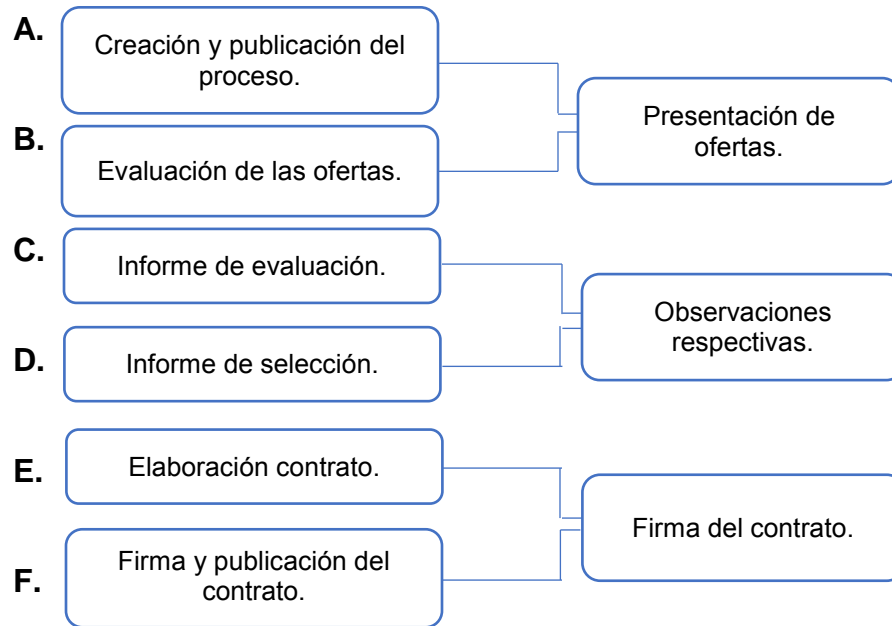 A.
Creación y publicación del
proceso.
Presentación de
ofertas.
B.
Evaluación de las ofertas.
C.
Informe de evaluación.
Observaciones
respectivas.
D.
Informe de selección.
E.
Elaboración contrato.
Firma del contrato.
F.
Firma y publicación del
contrato.